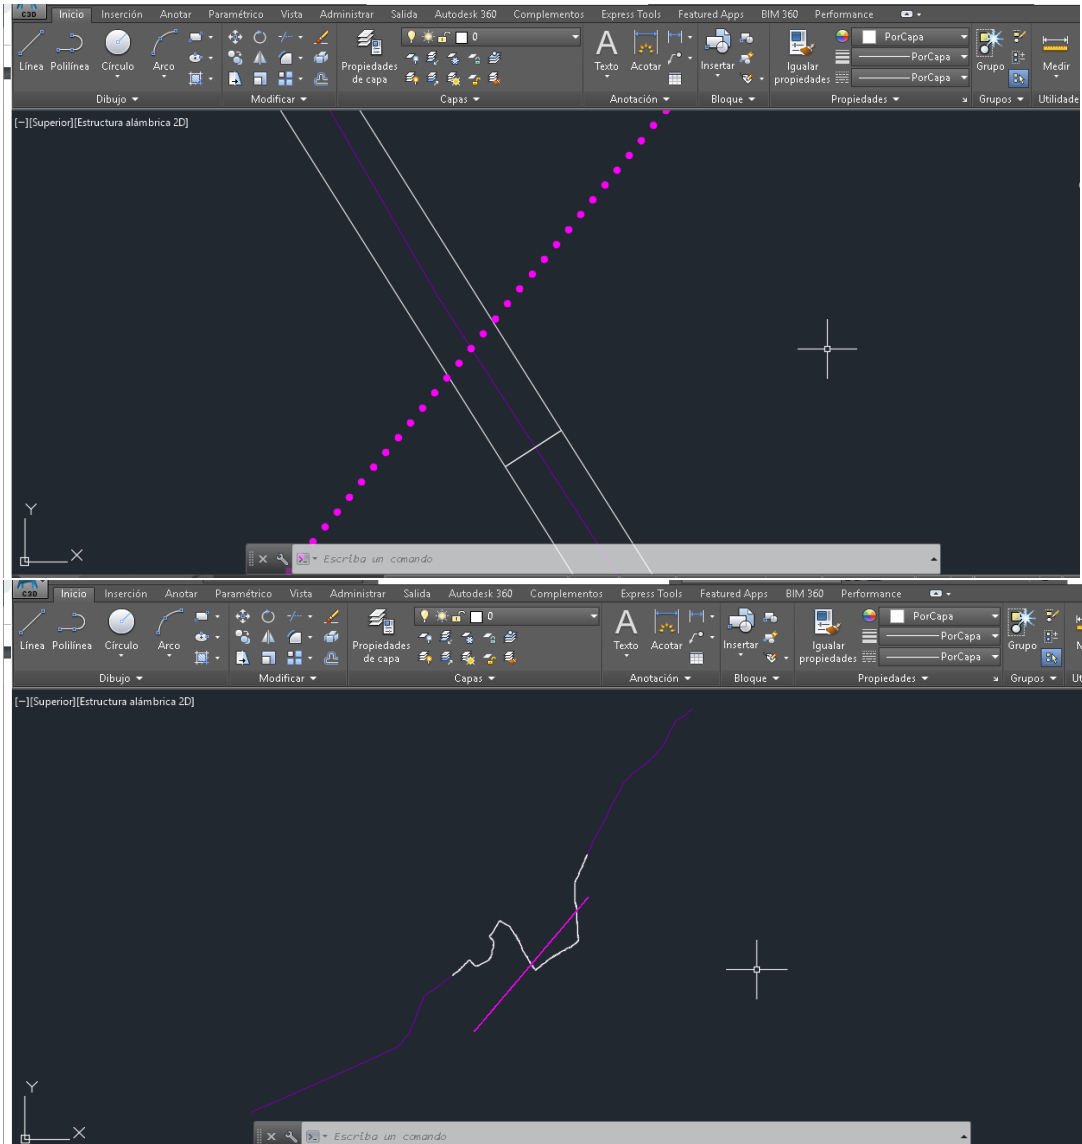 C3D Inicio Inserción Anotar Paramétrico Vista Administrar Salida Autodesk 360 Complementos Express Tools Featured Apps BIM 360 Performance
0 PorCapa
Línea Polilínea Círculo Arco Propiedades de capa A Texto Acotar Insertar Igualar propiedades PorCapa Grupo Medir
PorCapa
Dibujo Modificar Capas Anotación Bloque Propiedades Grupos Utilidade
[−][Superior][Estructura alámbrica 2D]
Y
X
Escriba un comando
C3D Inicio Inserción Anotar Paramétrico Vista Administrar Salida Autodesk 360 Complementos Express Tools Featured Apps BIM 360 Performance
0 PorCapa
Línea Polilínea Círculo Arco Propiedades de capa A Texto Acotar Insertar Igualar propiedades PorCapa Grupo
PorCapa
Dibujo Modificar Capas Anotación Bloque Propiedades Grupos Ut
[−][Superior][Estructura alámbrica 2D]
Y
X
Escriba un comando